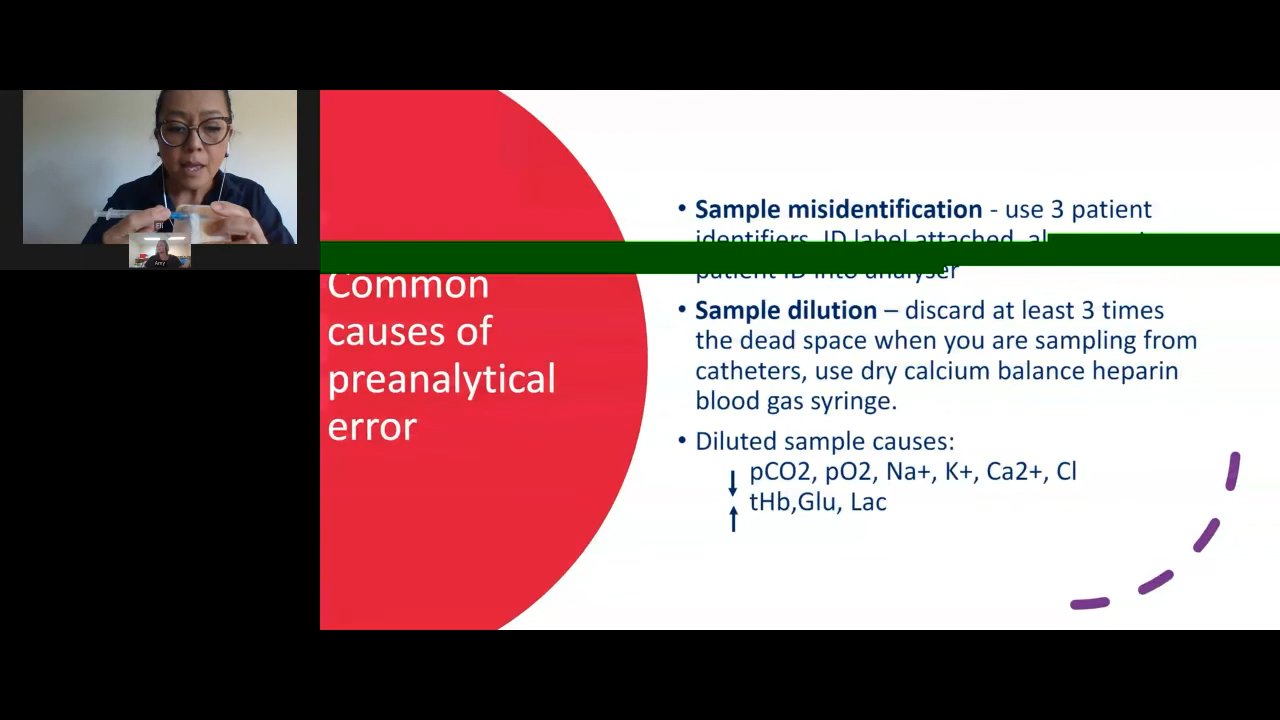 Eli
Amy
Common
causes of
preanalytical
error
• Sample misidentification - use 3 patient
identifiers, ID label attached,
patient ID into analyser
• Sample dilution – discard at least 3 times
the dead space when you are sampling from
catheters, use dry calcium balance heparin
blood gas syringe.
• Diluted sample causes:
pCO2, pO2, Na+, K+, Ca2+, Cl
tHb,Glu, Lac